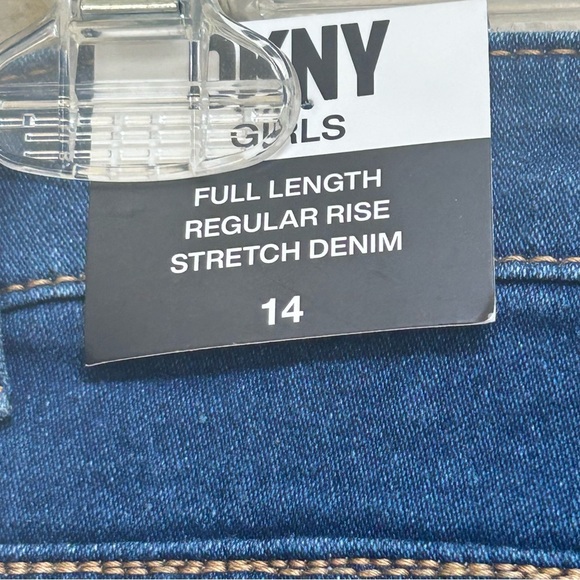 DKNY
GIRLS
FULL LENGTH
REGULAR RISE
STRETCH DENIM
14